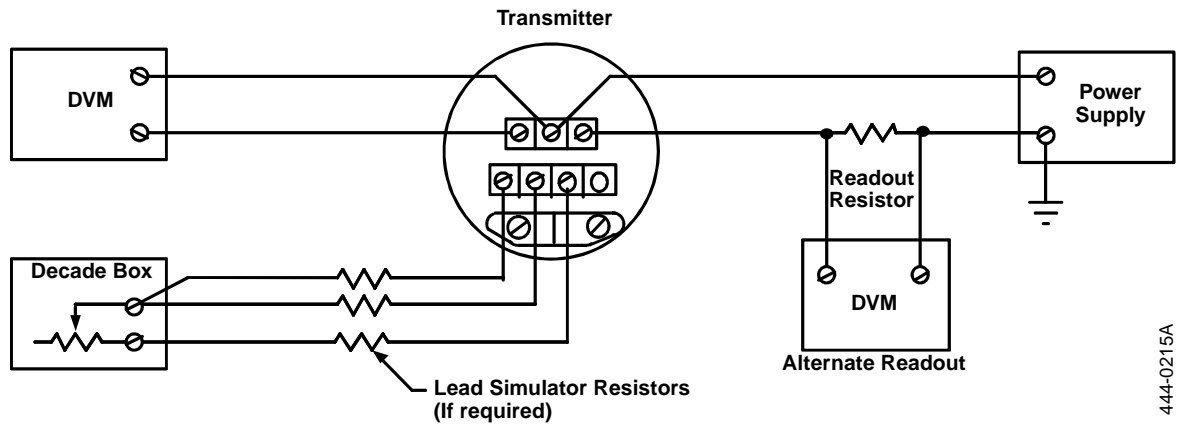 Transmitter
DVM
Power
Supply
Readout
Resistor
Decade Box
DVM
Alternate Readout
Lead Simulator Resistors
(If required)
444-0215A